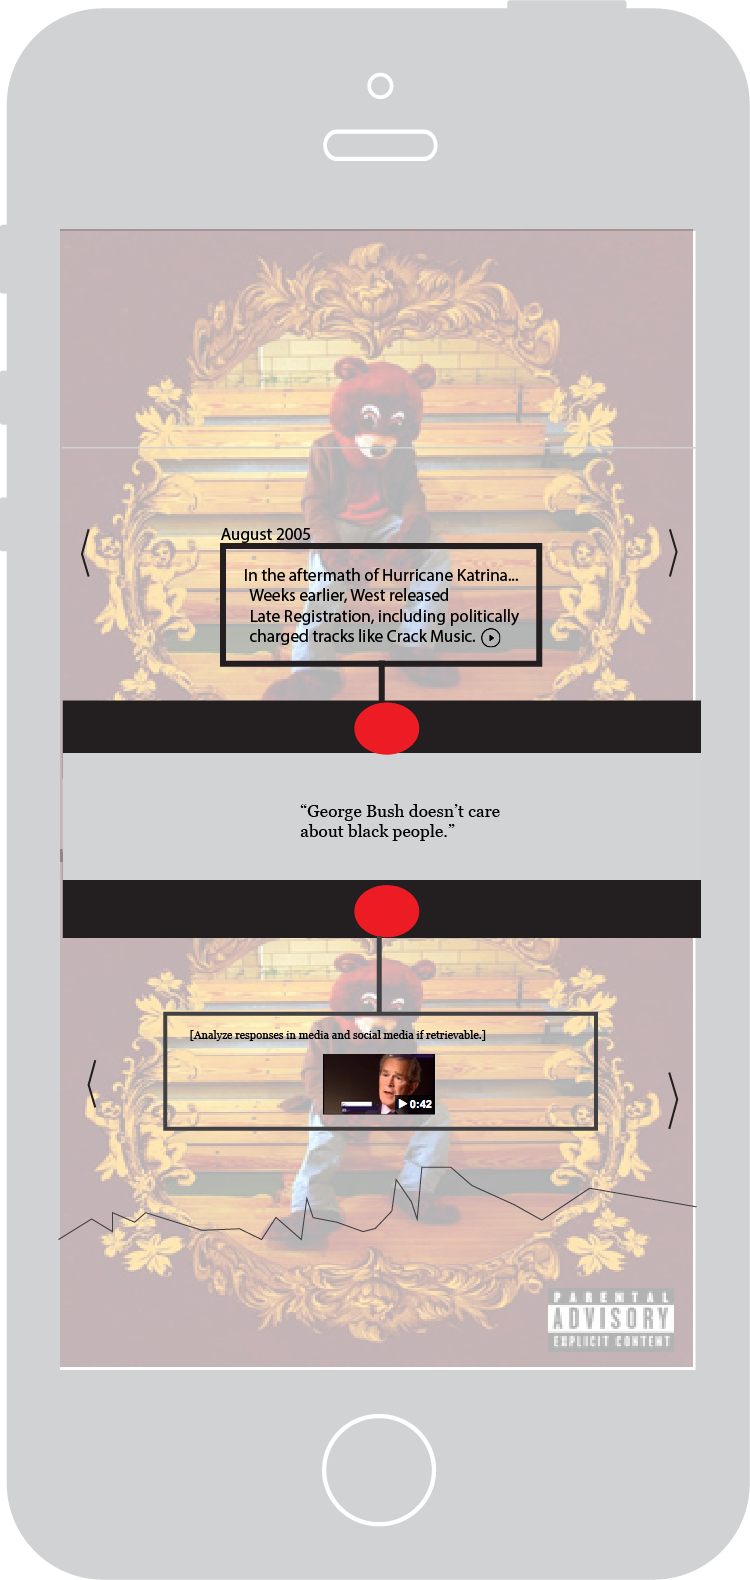 August 2005
In the aftermath of Hurricane Katrina...
Weeks earlier, West released
Late Registration, including politically
charged tracks like Crack Music.
“George Bush doesn’t care
about black people.”
[Analyze responses in media and social media if retrievable.]
0:42
PARENTAL
ADVISORY
EXPLICIT CONTENT